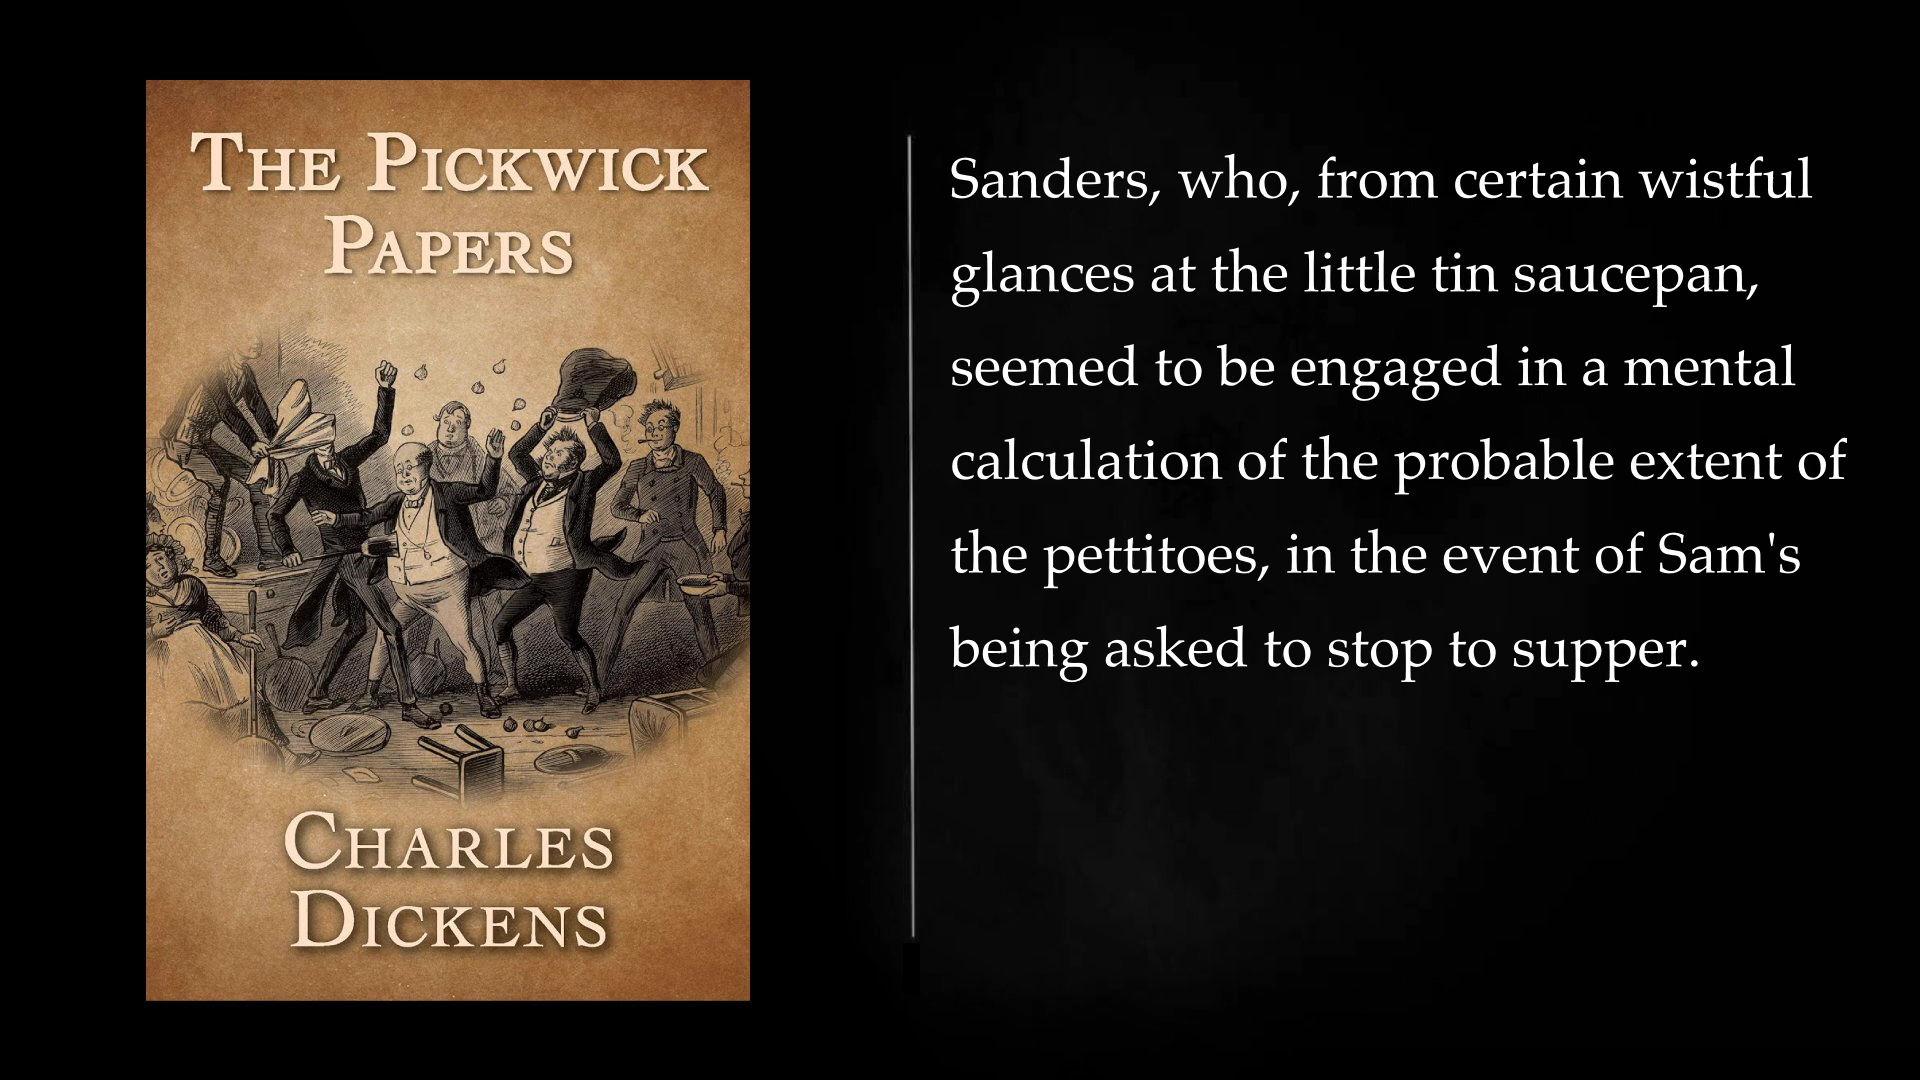 The Pickwick
Papers
Charles
Dickens
Sanders, who, from certain wistful
glances at the little tin saucepan,
seemed to be engaged in a mental
calculation of the probable extent of
the pettitoes, in the event of Sam's
being asked to stop to supper.